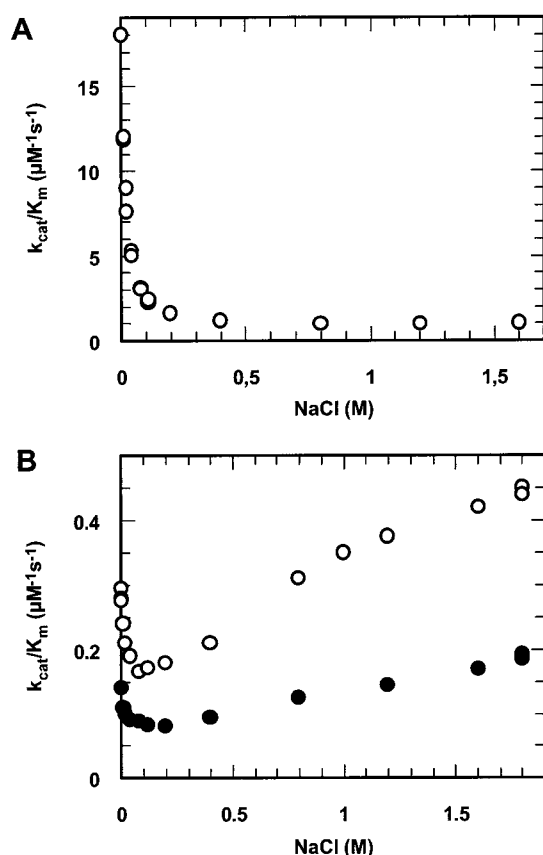 A
k_cat/K_m (µM⁻¹s⁻¹)
15
10
5
0
0 0,5 1 1,5
NaCl (M)
B
k_cat/K_m (µM⁻¹s⁻¹)
0.4
0.2
0
0 0.5 1 1.5
NaCl (M)